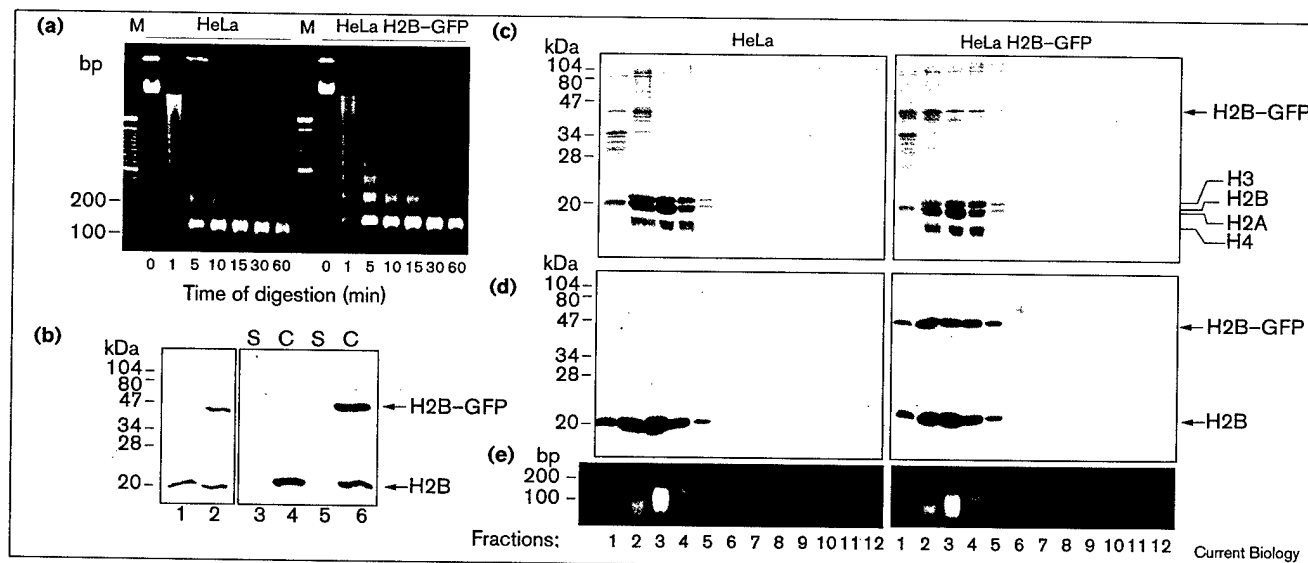 (a)
M HeLa M HeLa H2B–GFP
bp
200
100
0 1 5 10 15 30 60 0 1 5 10 15 30 60
Time of digestion (min)
(b)
S C S C
kDa
104
80
47
34
28
20
H2B–GFP
H2B
1 2 3 4 5 6
(c)
HeLa HeLa H2B–GFP
kDa
104
80
47
34
28
20
H2B–GFP
H3
H2B
H2A
H4
(d)
kDa
104
80
47
34
28
20
H2B–GFP
H2B
(e)
bp
200
100
Fractions; 1 2 3 4 5 6 7 8 9 10 11 12 1 2 3 4 5 6 7 8 9 10 11 12
Current Biology